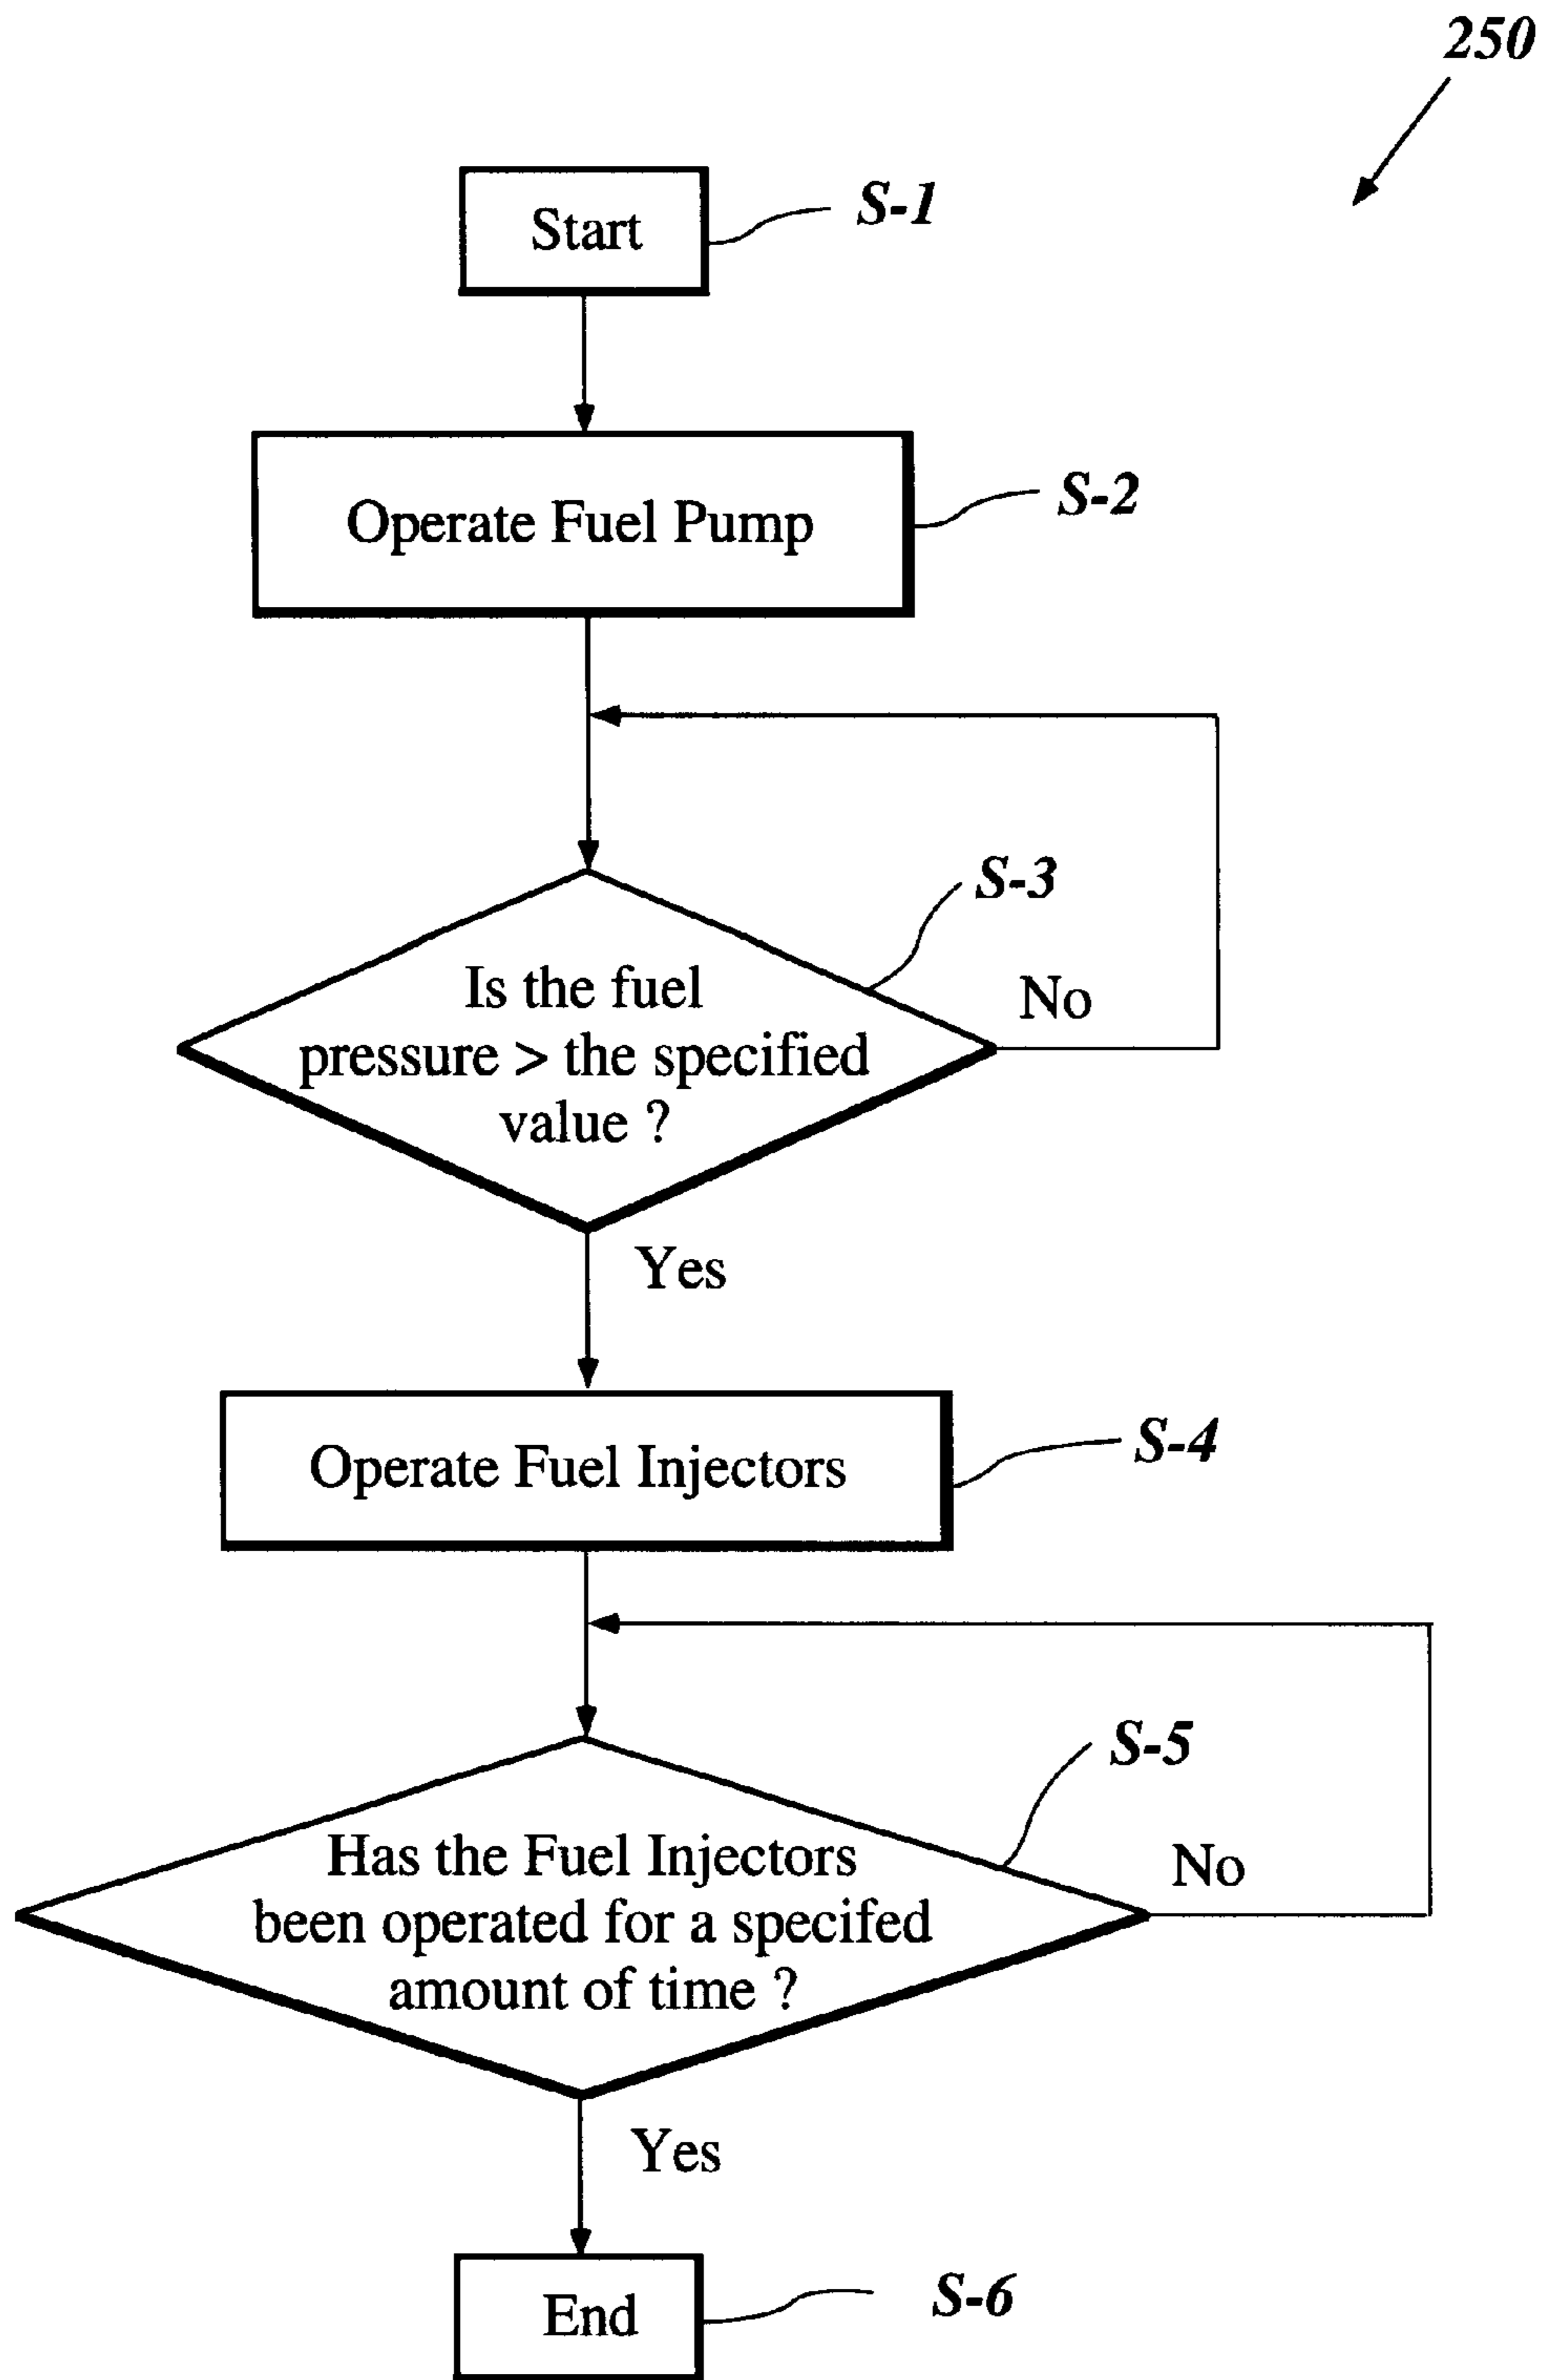 250
Start
S-1
Operate Fuel Pump
S-2
S-3
Is the fuel
pressure > the specified
value ?
No
Yes
Operate Fuel Injectors
S-4
S-5
Has the Fuel Injectors
been operated for a specifed
amount of time ?
No
Yes
End
S-6